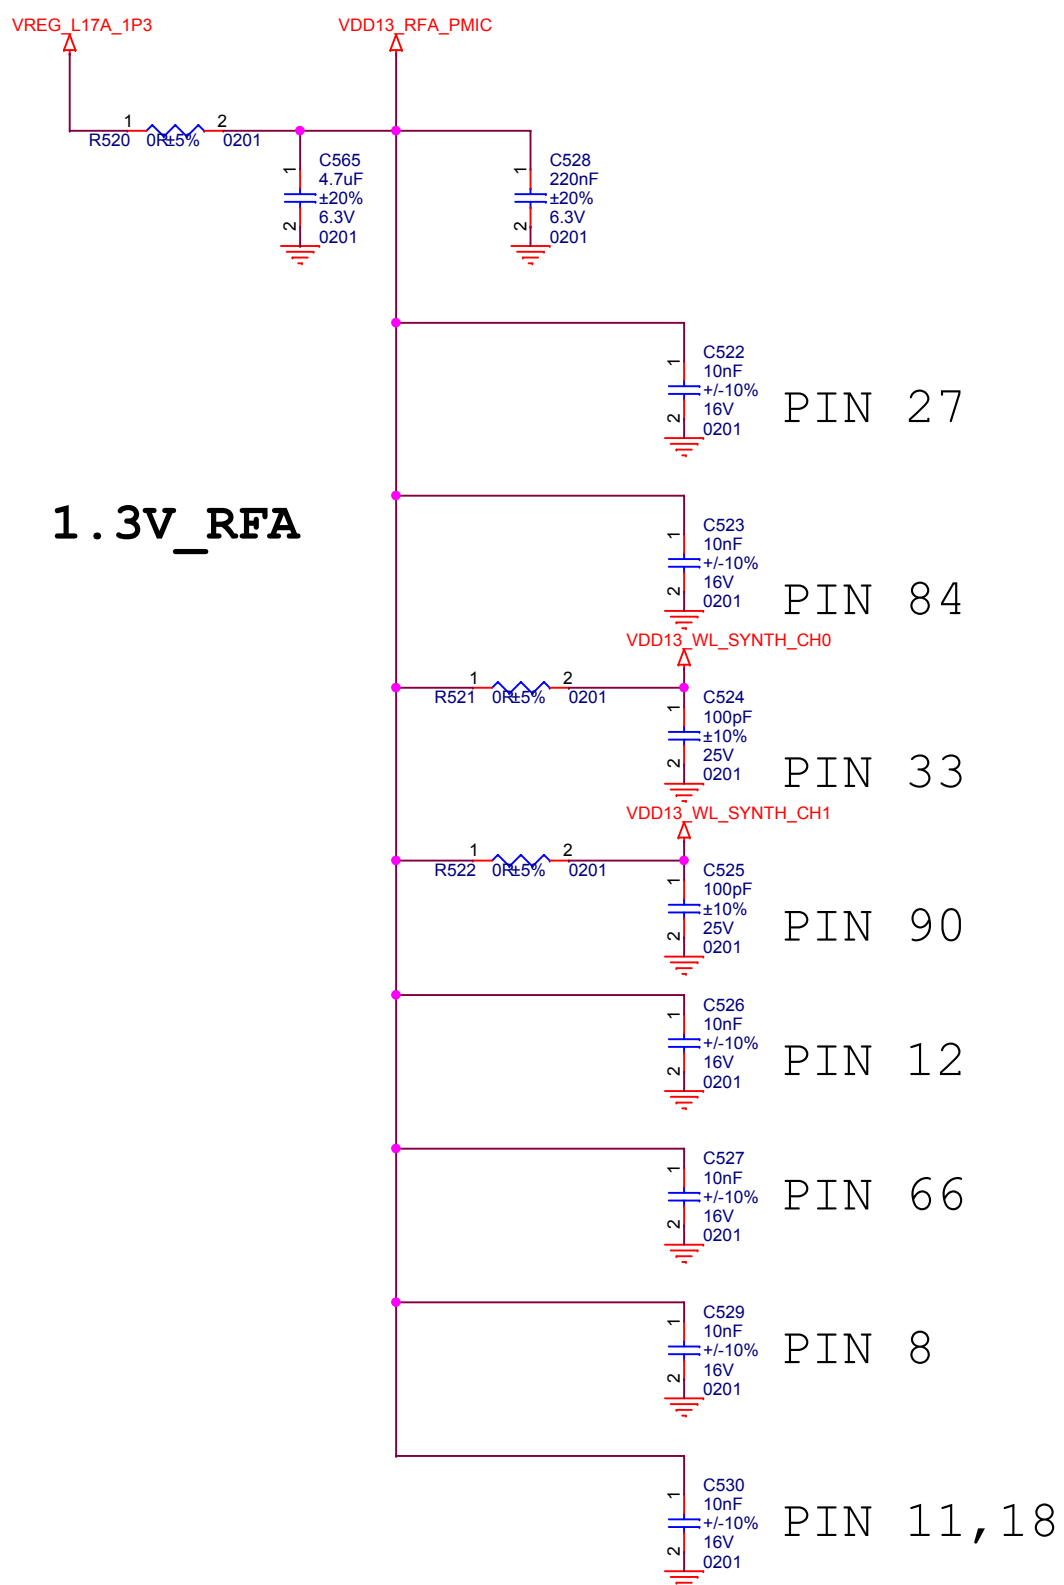 VREG_L17A_1P3
VDD13_RFA_PMIC
1 2
R520 0R±5% 0201
1
C565
4.7uF
±20%
6.3V
2
0201
1
C528
220nF
±20%
6.3V
2
0201
1
C522
10nF
+/-10%
16V
2
0201
PIN 27
1.3V_RFA
1
C523
10nF
+/-10%
16V
2
0201
PIN 84
VDD13_WL_SYNTH_CH0
1 2
R521 0R±5% 0201
1
C524
100pF
±10%
25V
2
0201
PIN 33
VDD13_WL_SYNTH_CH1
1 2
R522 0R±5% 0201
1
C525
100pF
±10%
25V
2
0201
PIN 90
1
C526
10nF
+/-10%
16V
2
0201
PIN 12
1
C527
10nF
+/-10%
16V
2
0201
PIN 66
1
C529
10nF
+/-10%
16V
2
0201
PIN 8
1
C530
10nF
+/-10%
16V
2
0201
PIN 11,18